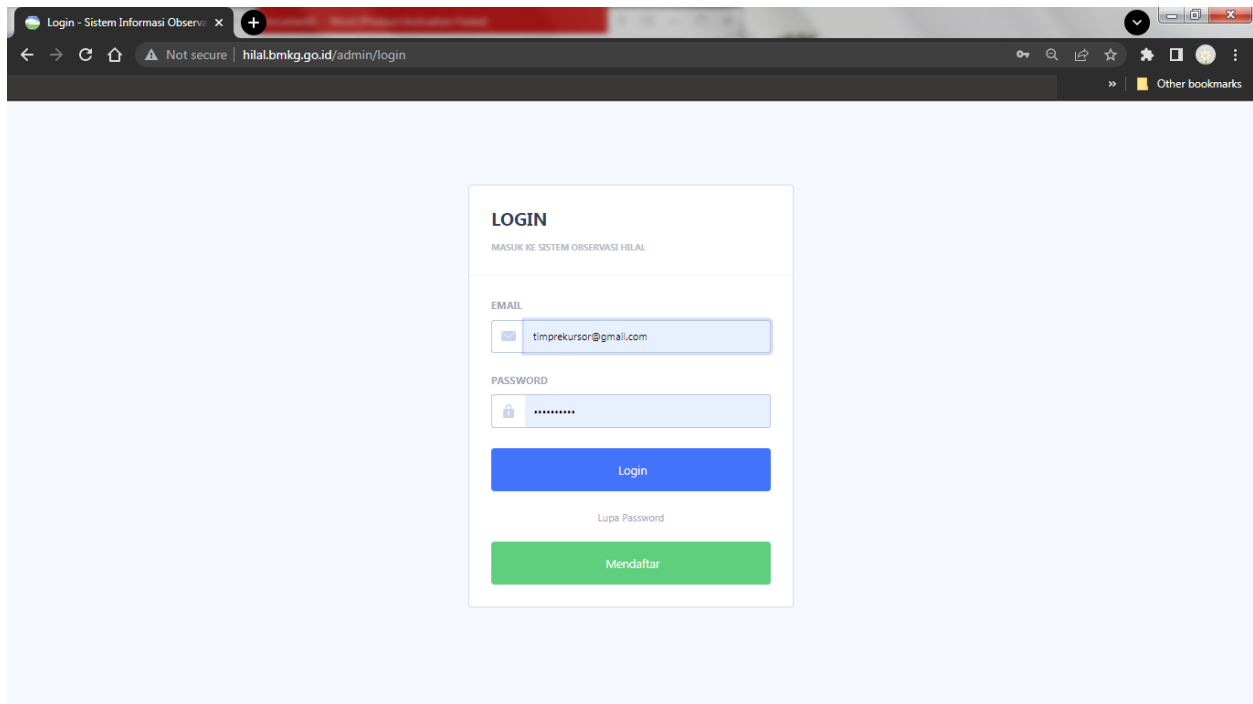 Login - Sistem Informasi Observa
Not secure | hilal.bmkg.go.id/admin/login
» Other bookmarks
LOGIN
MASUK KE SISTEM OBSERVASI HILAL
EMAIL
timprekursor@gmail.com
PASSWORD
••••••••••
Login
Lupa Password
Mendaftar